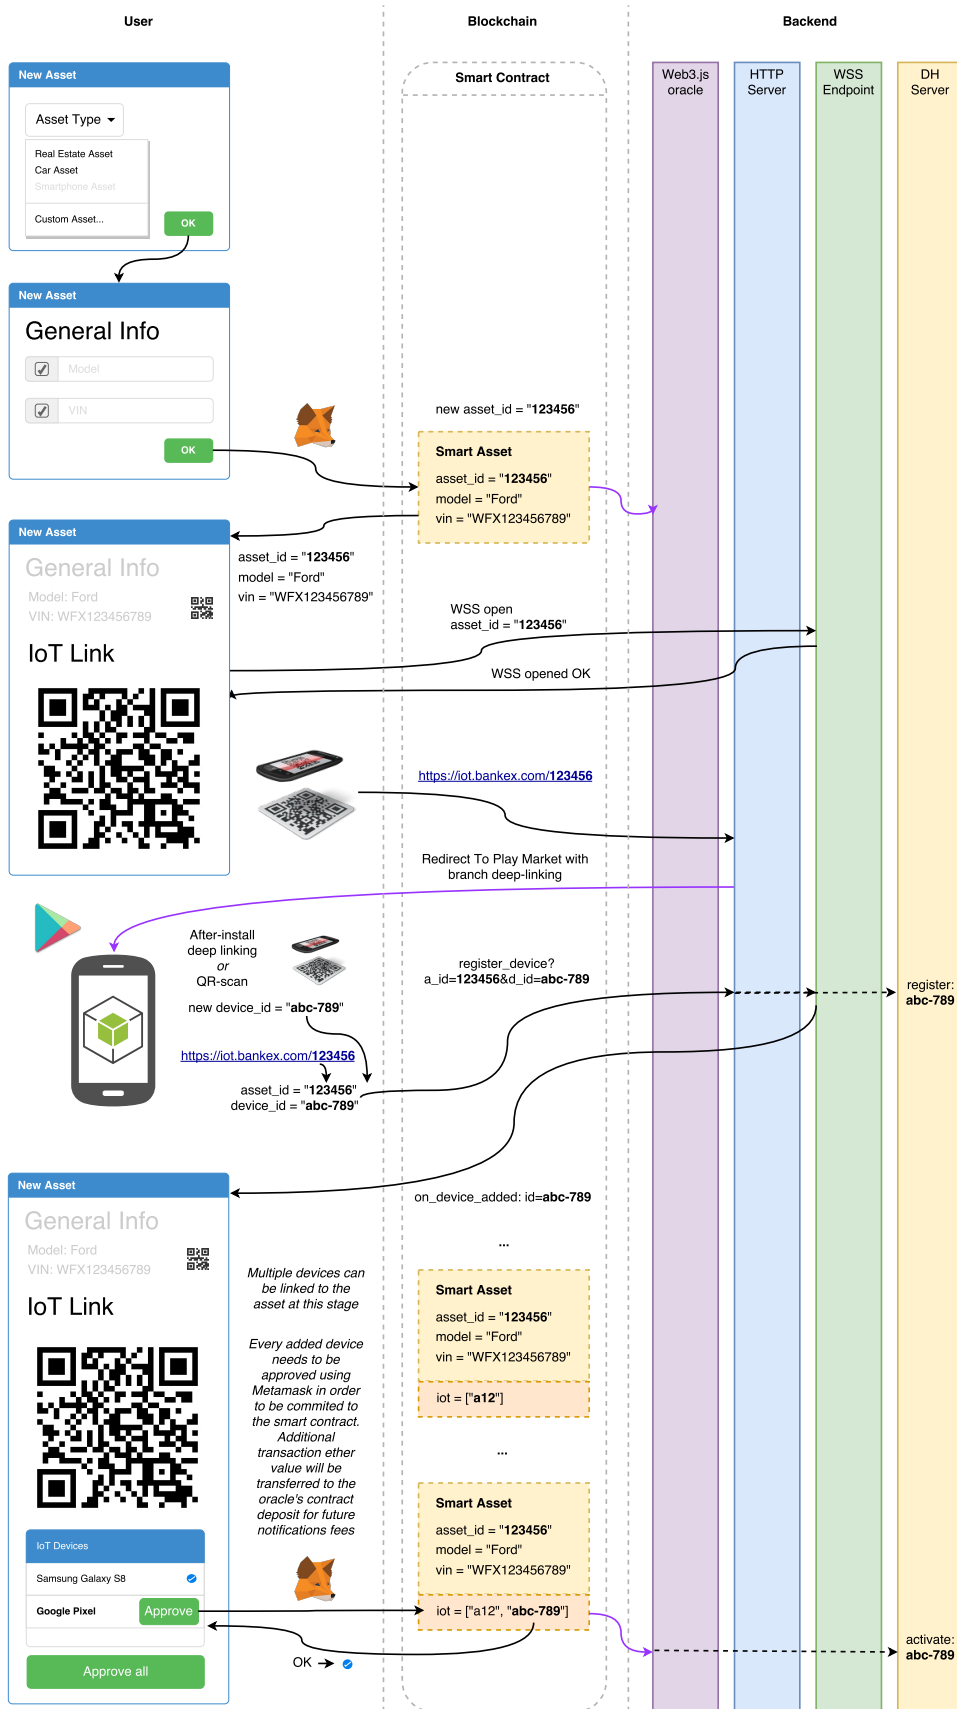 User
Blockchain
Backend
New Asset
Asset Type
Real Estate Asset
Car Asset
Smartphone Asset
Custom Asset...
OK
Smart Contract
Web3.js
oracle
HTTP
Server
WSS
Endpoint
DH
Server
New Asset
General Info
Model
VIN
OK
new asset_id = "123456"
Smart Asset
asset_id = "123456"
model = "Ford"
vin = "WFX123456789"
New Asset
General Info
Model: Ford
VIN: WFX123456789
IoT Link
asset_id = "123456"
model = "Ford"
vin = "WFX123456789"
WSS open
asset_id = "123456"
WSS opened OK
https://iot.bankex.com/123456
Redirect To Play Market with
branch deep-linking
After-install
deep linking
or
QR-scan
new device_id = "abc-789"
https://iot.bankex.com/123456
asset_id = "123456"
device_id = "abc-789"
register_device?
a_id=123456&d_id=abc-789
register:
abc-789
on_device_added: id=abc-789
New Asset
General Info
Model: Ford
VIN: WFX123456789
IoT Link
Multiple devices can
be linked to the
asset at this stage
Every added device
needs to be
approved using
Metamask in order
to be commited to
the smart contract.
Additional
transaction ether
value will be
transferred to the
oracle's contract
deposit for future
notifications fees
...
Smart Asset
asset_id = "123456"
model = "Ford"
vin = "WFX123456789"
iot = ["a12"]
...
Smart Asset
asset_id = "123456"
model = "Ford"
vin = "WFX123456789"
iot = ["a12", "abc-789"]
IoT Devices
Samsung Galaxy S8
Google Pixel
Approve
Approve all
OK
activate:
abc-789